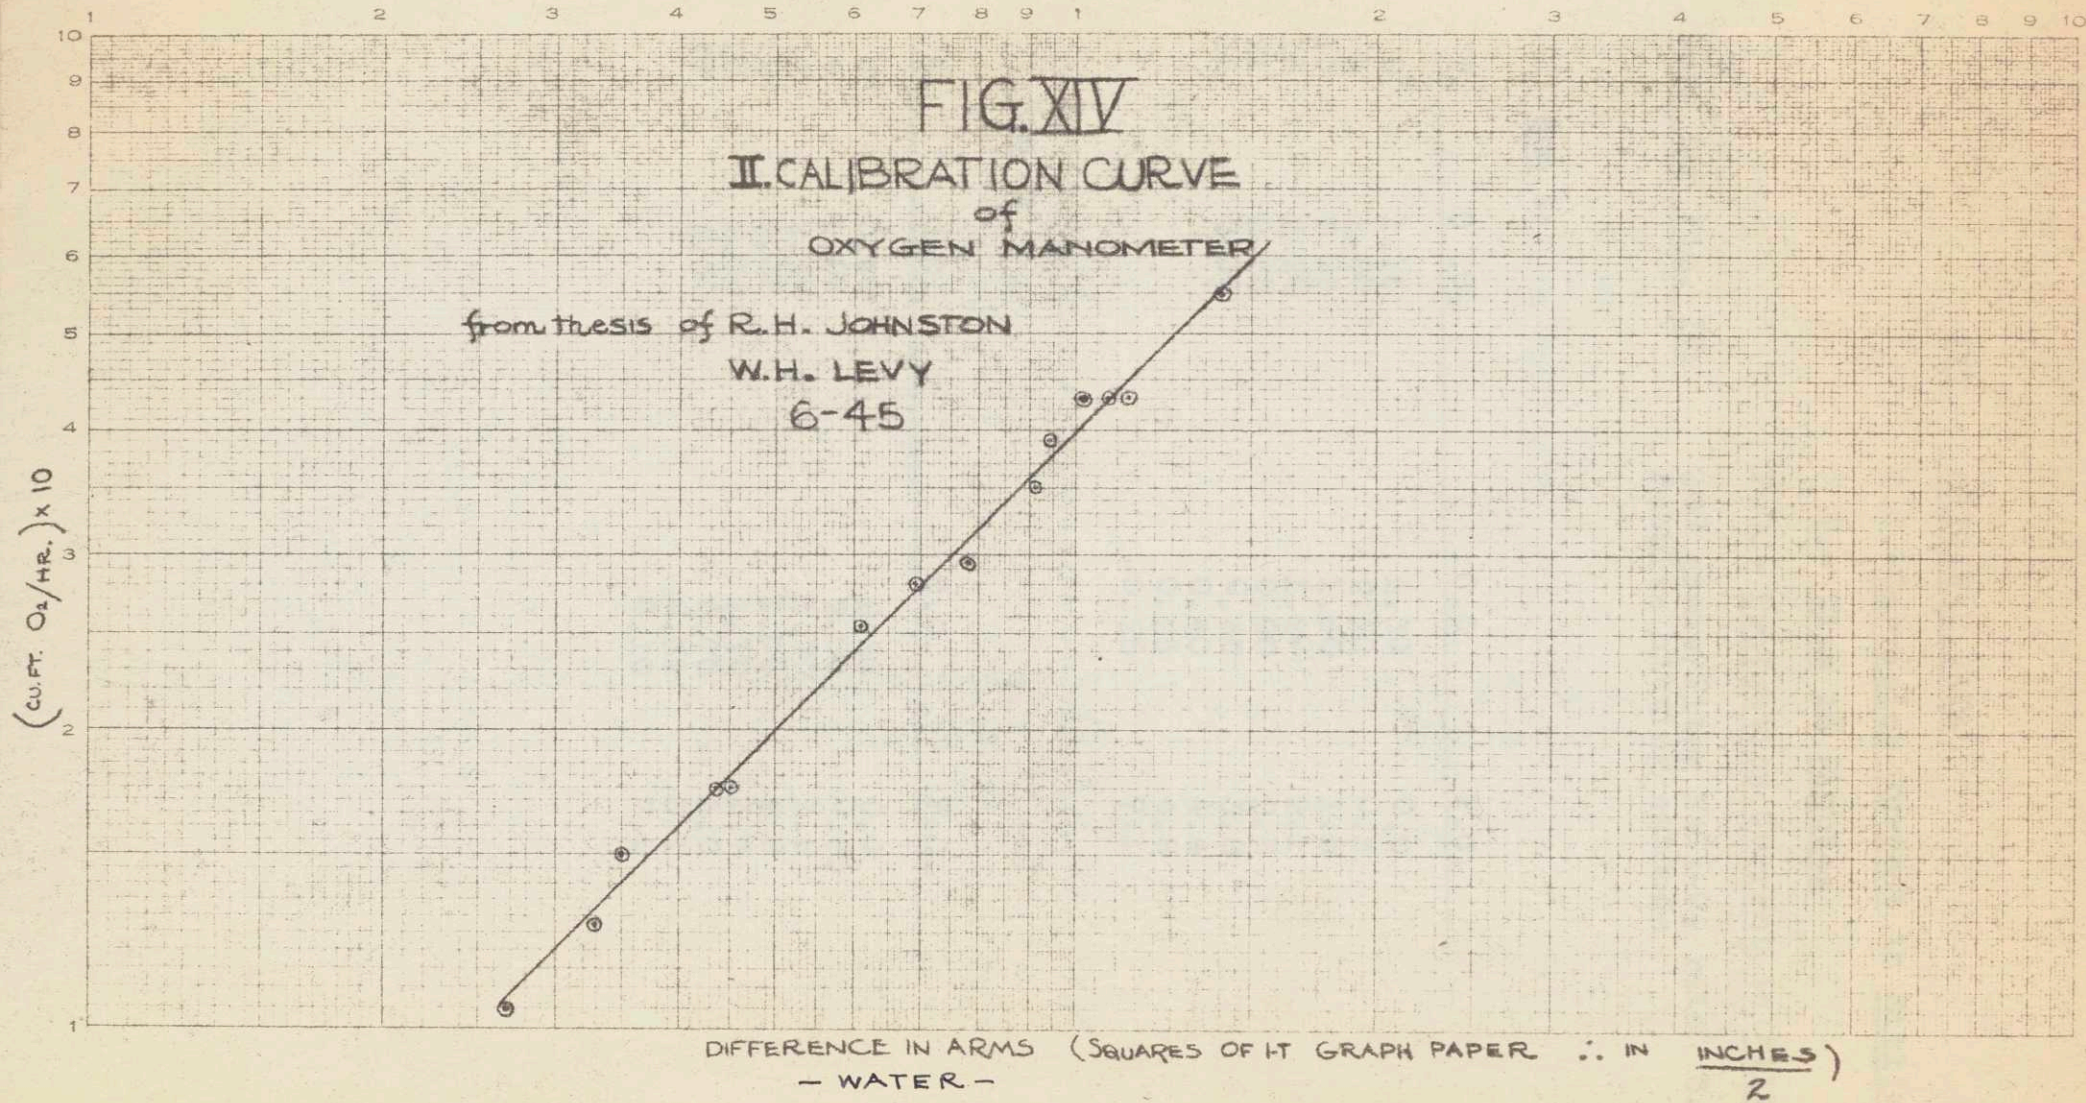 1 2 3 4 5 6 7 8 9 1 2 3 4 5 6 7 8 9 10
10
9
8
7
6
5
4
3
2
1
FIG. XIV
II. CALIBRATION CURVE
of
OXYGEN MANOMETER
from thesis of R.H. JOHNSTON
W.H. LEVY
6-45
(CU. FT. O₂/HR.) × 10
DIFFERENCE IN ARMS (SQUARES OF I-T GRAPH PAPER ∴ IN INCHES/2)
- WATER -